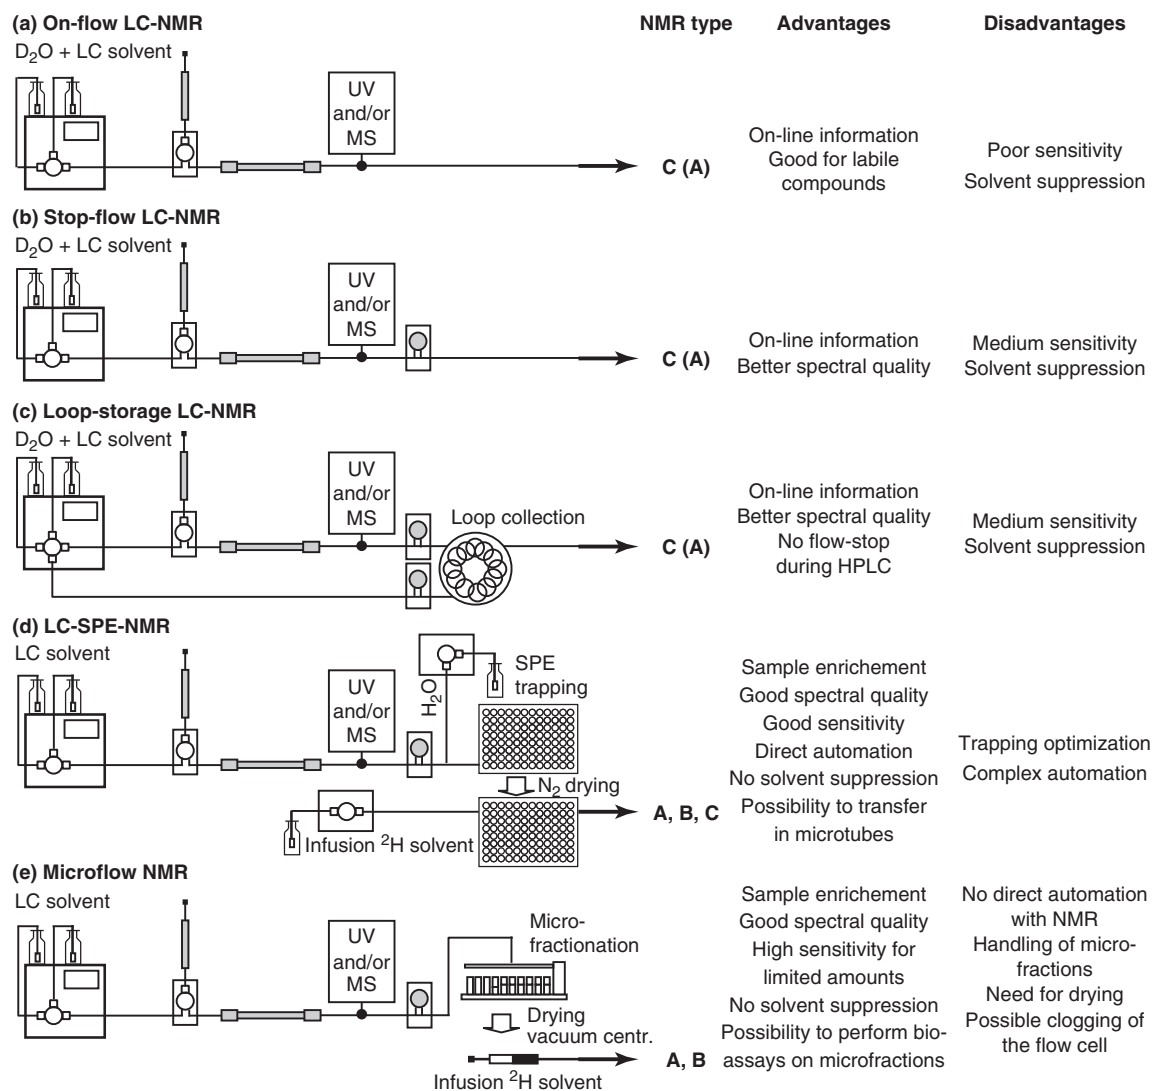 (a) On-flow LC-NMR
NMR type
Advantages
Disadvantages
D2O + LC solvent
UV
and/or
MS
C (A)
On-line information
Good for labile
compounds
Poor sensitivity
Solvent suppression
(b) Stop-flow LC-NMR
D2O + LC solvent
UV
and/or
MS
C (A)
On-line information
Better spectral quality
Medium sensitivity
Solvent suppression
(c) Loop-storage LC-NMR
D2O + LC solvent
UV
and/or
MS
Loop collection
C (A)
On-line information
Better spectral quality
No flow-stop
during HPLC
Medium sensitivity
Solvent suppression
(d) LC-SPE-NMR
LC solvent
UV
and/or
MS
H2O
SPE
trapping
N2 drying
Infusion 2H solvent
A, B, C
Sample enrichement
Good spectral quality
Good sensitivity
Direct automation
No solvent suppression
Possibility to transfer
in microtubes
Trapping optimization
Complex automation
(e) Microflow NMR
LC solvent
UV
and/or
MS
Micro-
fractionation
Drying
vacuum centr.
Infusion 2H solvent
A, B
Sample enrichement
Good spectral quality
High sensitivity for
limited amounts
No solvent suppression
Possibility to perform bio-
assays on microfractions
No direct automation
with NMR
Handling of micro-
fractions
Need for drying
Possible clogging of
the flow cell